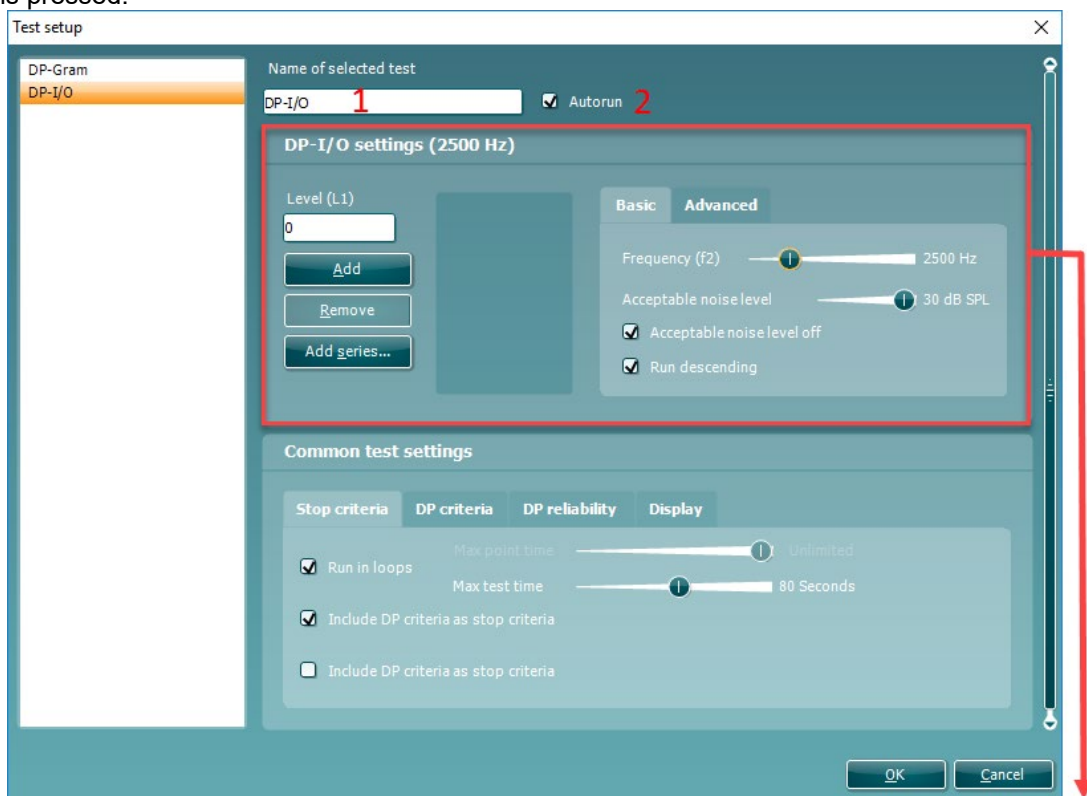 is pressed.
Test setup
DP-Gram
DP-I/O
Name of selected test
DP-I/O 1 Autorun 2
DP-I/O settings (2500 Hz)
Level (L1)
0
Add
Remove
Add series...
Basic Advanced
Frequency (f2) 2500 Hz
Acceptable noise level 30 dB SPL
Acceptable noise level off
Run descending
Common test settings
Stop criteria DP criteria DP reliability Display
Max point time Unlimited
Run in loops
Max test time 80 Seconds
Include DP criteria as stop criteria
Include DP criteria as stop criteria
OK Cancel